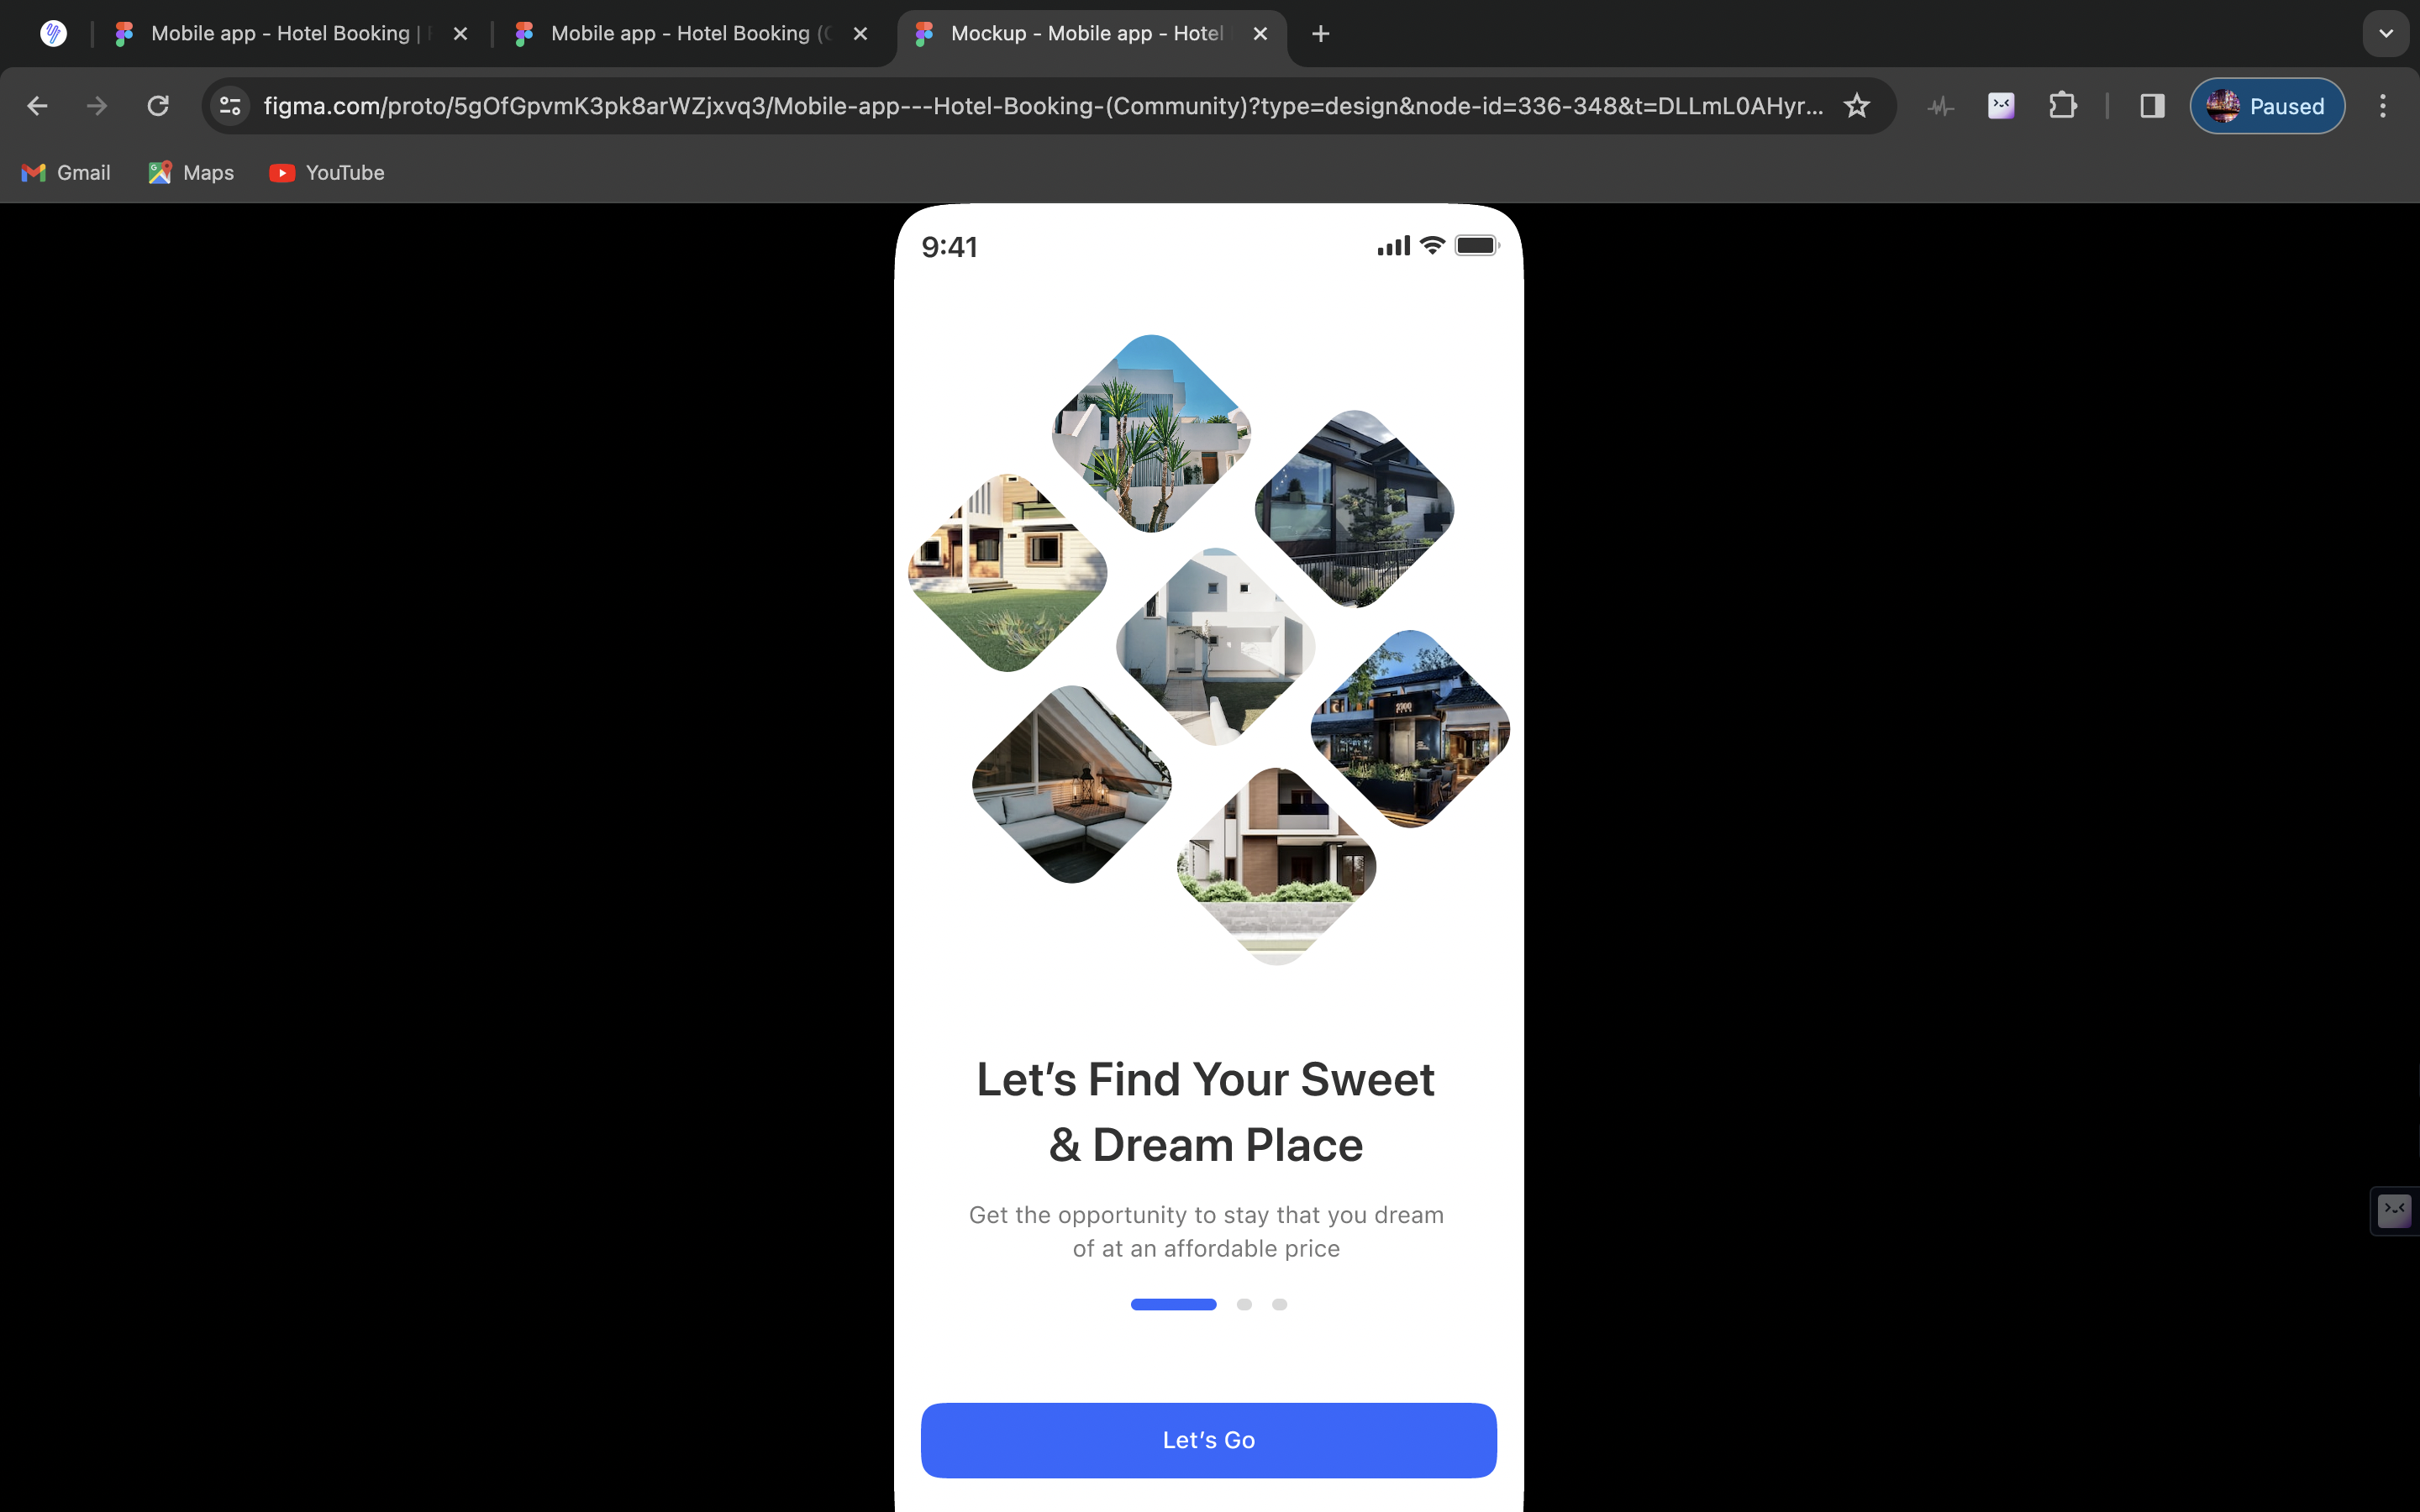 Mobile app - Hotel Booking |
Mobile app - Hotel Booking (
Mockup - Mobile app - Hotel
figma.com/proto/5gOfGpvmK3pk8arWZjxvq3/Mobile-app---Hotel-Booking-(Community)?type=design&node-id=336-348&t=DLLmL0AHyr...
Paused
Gmail
Maps
YouTube
9:41
Let’s Find Your Sweet
& Dream Place
Get the opportunity to stay that you dream
of at an affordable price
Let’s Go